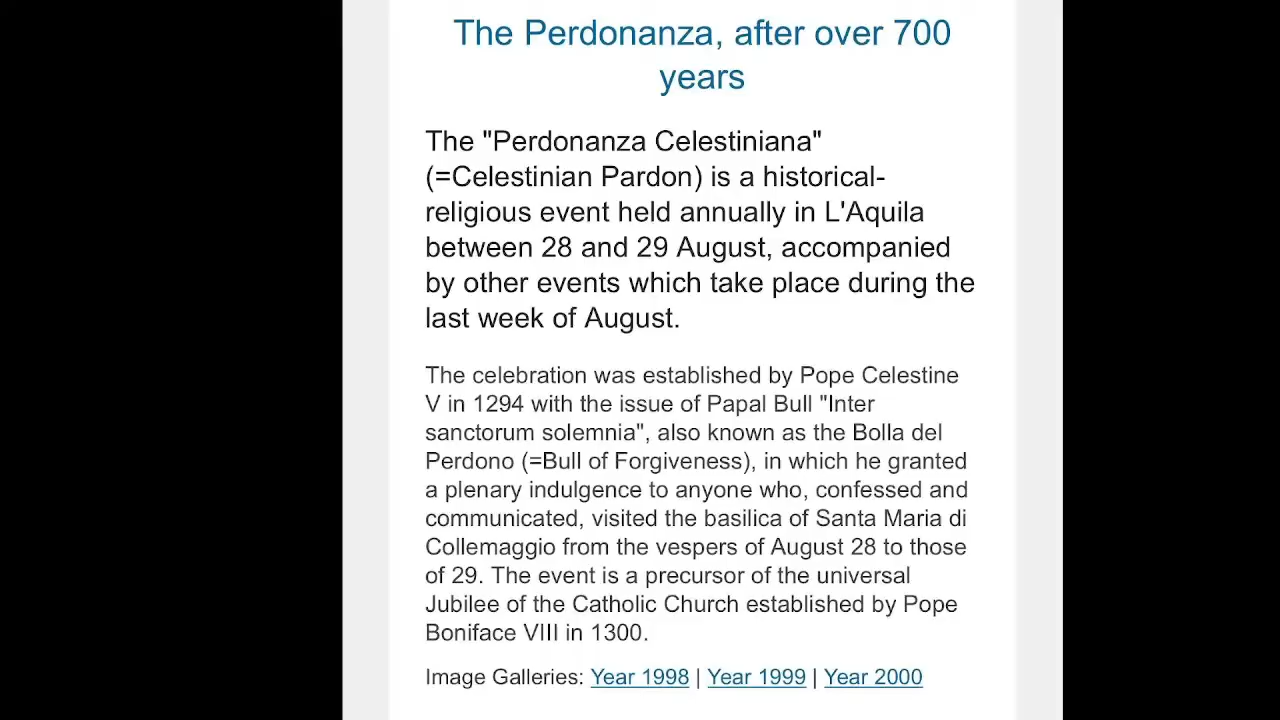 The Perdonanza, after over 700
years
The "Perdonanza Celestiniana"
(=Celestinian Pardon) is a historical-
religious event held annually in L'Aquila
between 28 and 29 August, accompanied
by other events which take place during the
last week of August.
The celebration was established by Pope Celestine
V in 1294 with the issue of Papal Bull "Inter
sanctorum solemnia", also known as the Bolla del
Perdono (=Bull of Forgiveness), in which he granted
a plenary indulgence to anyone who, confessed and
communicated, visited the basilica of Santa Maria di
Collemaggio from the vespers of August 28 to those
of 29. The event is a precursor of the universal
Jubilee of the Catholic Church established by Pope
Boniface VIII in 1300.
Image Galleries: Year 1998 | Year 1999 | Year 2000